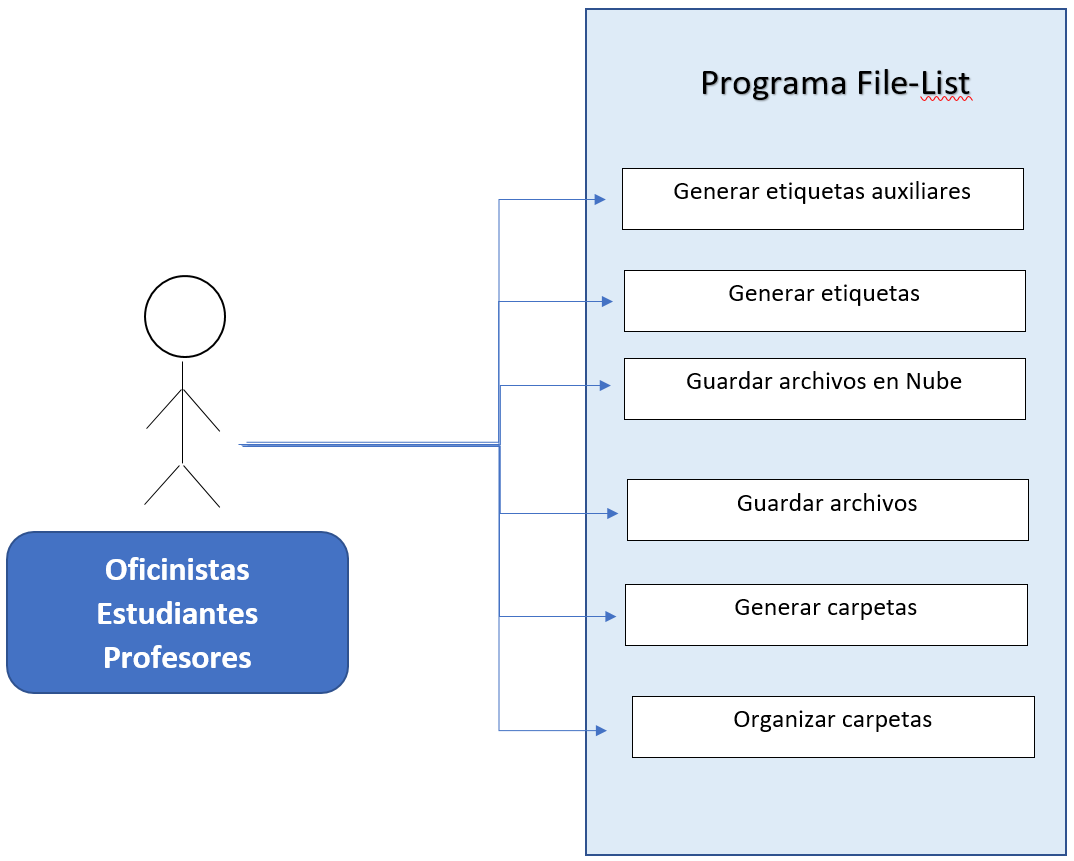 Programa File-List
Generar etiquetas auxiliares
Generar etiquetas
Guardar archivos en Nube
Guardar archivos
Generar carpetas
Organizar carpetas
Oficinistas
Estudiantes
Profesores